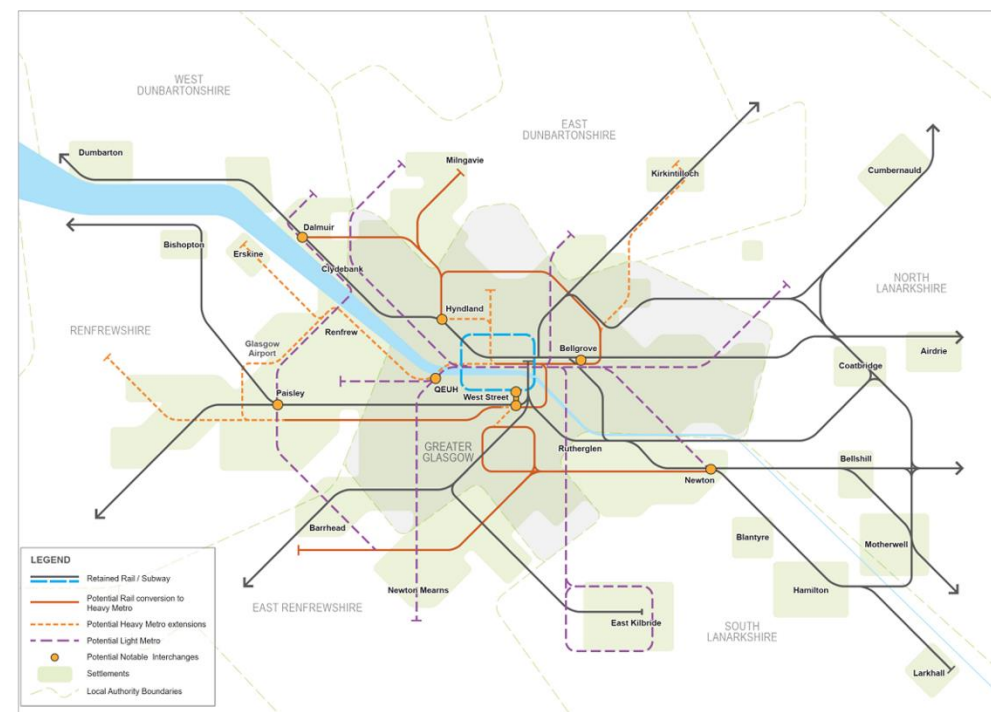 WEST
DUNBARTONSHIRE
EAST
DUNBARTONSHIRE
Dumbarton
Milngavie
Kirkintilloch
Cumbernauld
Dalmuir
Bishopton
Erskine
Clydebank
NORTH
LANARKSHIRE
Hyndland
RENFREWSHIRE
Renfrew
Glasgow
Airport
Bellgrove
Airdrie
Coatbridge
Paisley
QEUH
West Street
GREATER
GLASGOW
Rutherglen
Bellshill
Newton
Barrhead
Blantyre
Motherwell
LEGEND
Retained Rail / Subway
Potential Rail conversion to
Heavy Metro
Potential Heavy Metro extensions
Potential Light Metro
Potential Notable Interchanges
Settlements
Local Authority Boundaries
Newton Mearns
Hamilton
EAST RENFREWSHIRE
East Kilbride
SOUTH
LANARKSHIRE
Larkhall